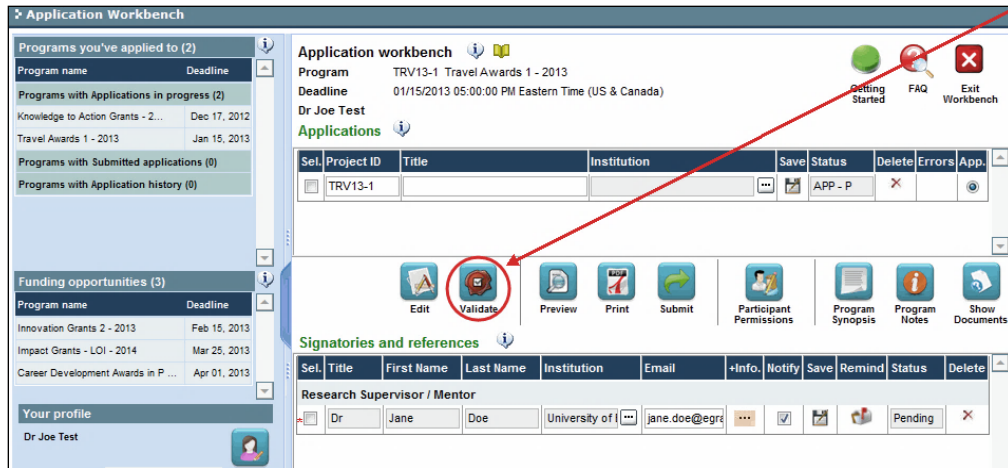 Application Workbench
Programs you've applied to (2)
Program name Deadline
Programs with Applications in progress (2)
Knowledge to Action Grants - 2... Dec 17, 2012
Travel Awards 1 - 2013 Jan 15, 2013
Programs with Submitted applications (0)
Programs with Application history (0)
Funding opportunities (3)
Program name Deadline
Innovation Grants 2 - 2013 Feb 15, 2013
Impact Grants - LOI - 2014 Mar 25, 2013
Career Development Awards in P ... Apr 01, 2013
Your profile
Dr Joe Test
Application workbench
Program TRV13-1 Travel Awards 1 - 2013
Deadline 01/15/2013 05:00:00 PM Eastern Time (US & Canada)
Dr Joe Test
Getting Started
FAQ
Exit Workbench
Applications
Sel. Project ID Title Institution Save Status Delete Errors App.
TRV13-1 ... APP - P
Edit Validate Preview Print Submit Participant Permissions Program Synopsis Program Notes Show Documents
Signatories and references
Sel. Title First Name Last Name Institution Email +Info. Notify Save Remind Status Delete
Research Supervisor / Mentor
Dr Jane Doe University of ... jane.doe@egra ... Pending